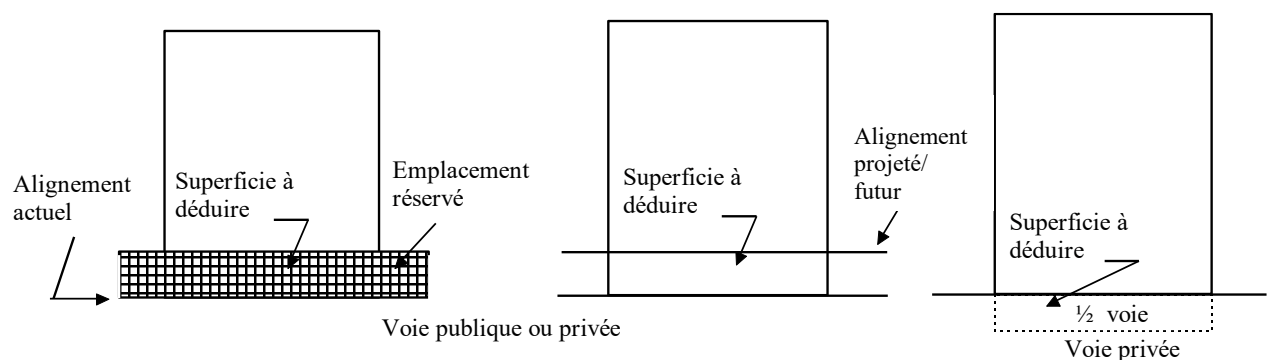 Alignement
actuel
Superficie à
déduire
Emplacement
réservé
Superficie à
déduire
Alignement
projeté/
futur
Superficie à
déduire
½ voie
Voie publique ou privée
Voie privée